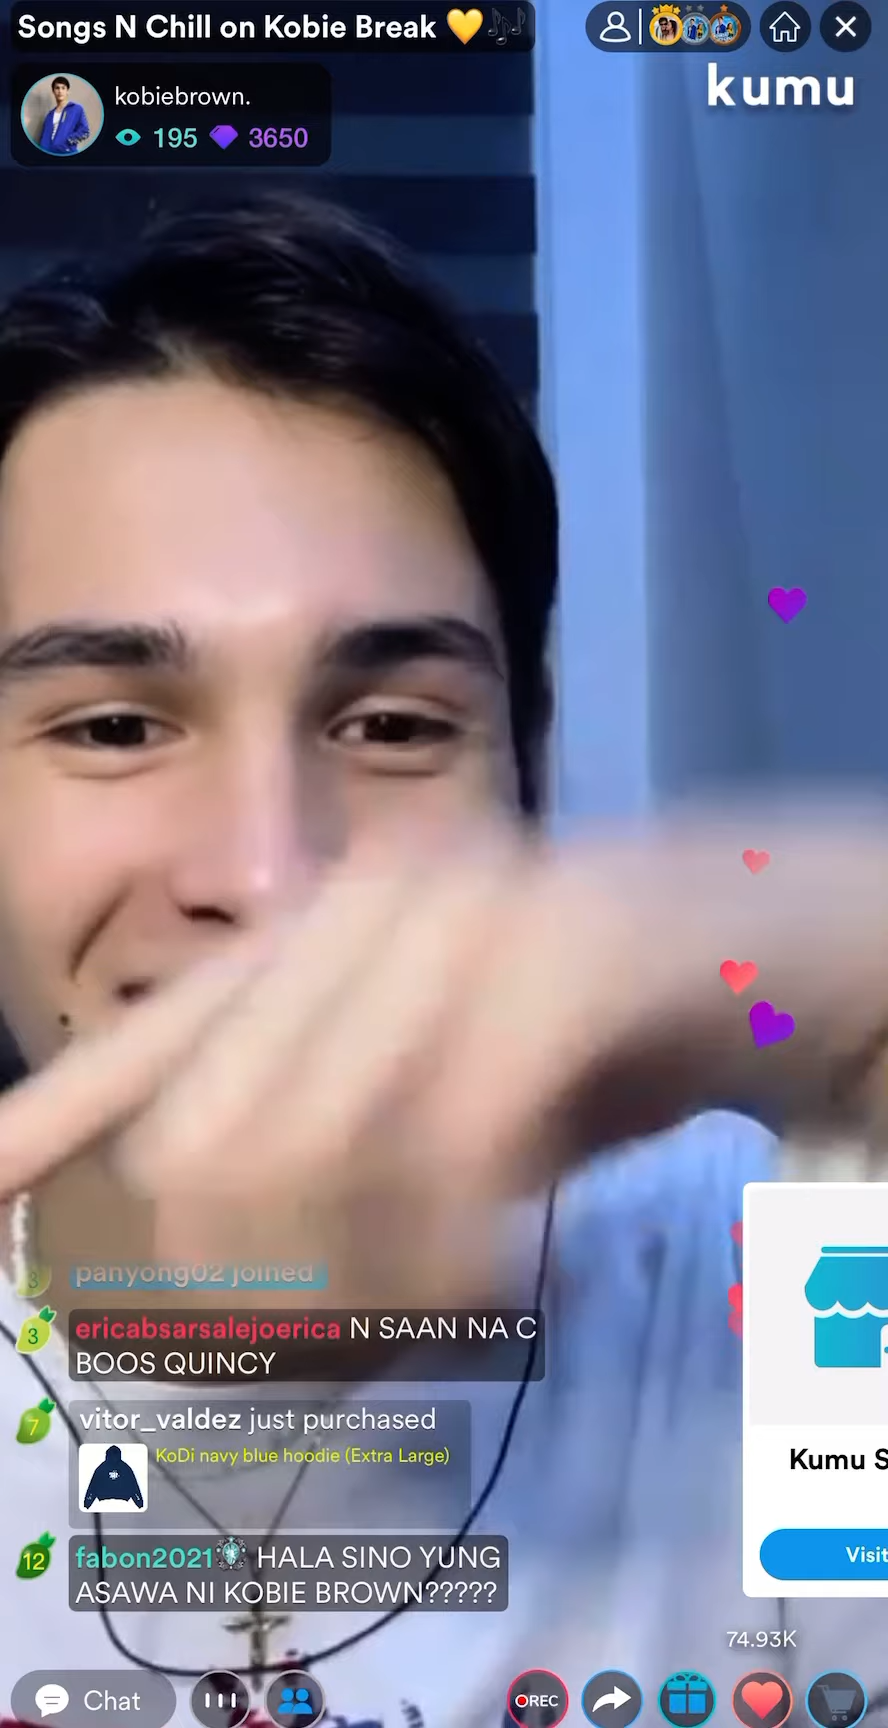 Songs N Chill on Kobie Break 💛🎶
kobiebrown.
195 3650
kumu
3 panyong02 joined
3 ericabsarsalejoerica N SAAN NA C
BOOS QUINCY
7 vitor_valdez just purchased
KoDi navy blue hoodie (Extra Large)
12 fabon2021 HALA SINO YUNG
ASAWA NI KOBIE BROWN?????
Kumu S
Visit
74.93K
Chat
REC